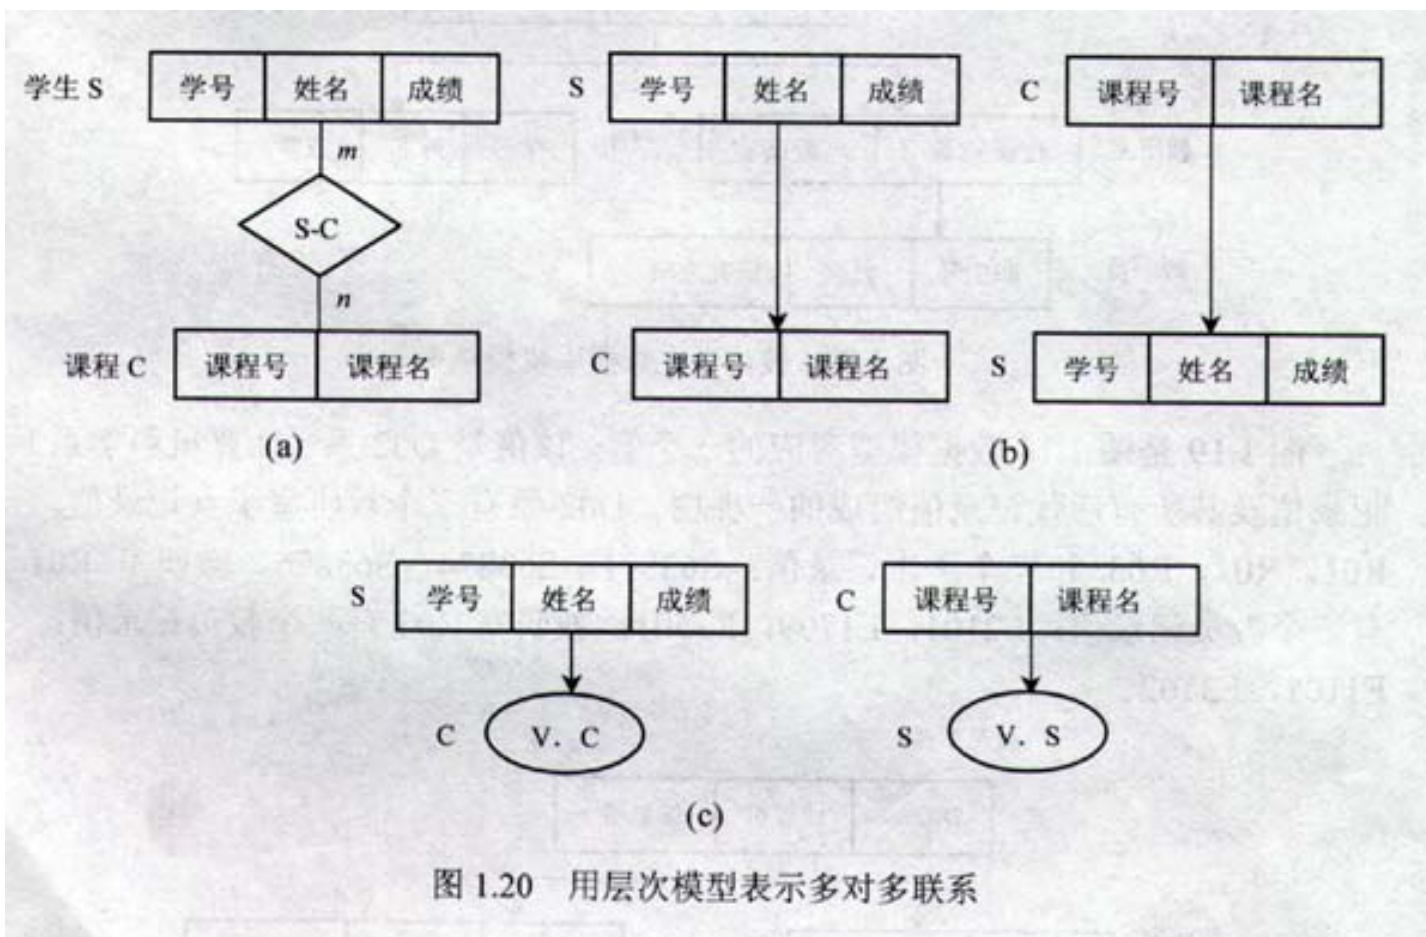 学生 S 学号 姓名 成绩 S 学号 姓名 成绩 C 课程号 课程名
m
S-C
n
课程 C 课程号 课程名 C 课程号 课程名 S 学号 姓名 成绩
(a) (b)
S 学号 姓名 成绩 C 课程号 课程名
C V. C S V. S
(c)
图 1.20 用层次模型表示多对多联系